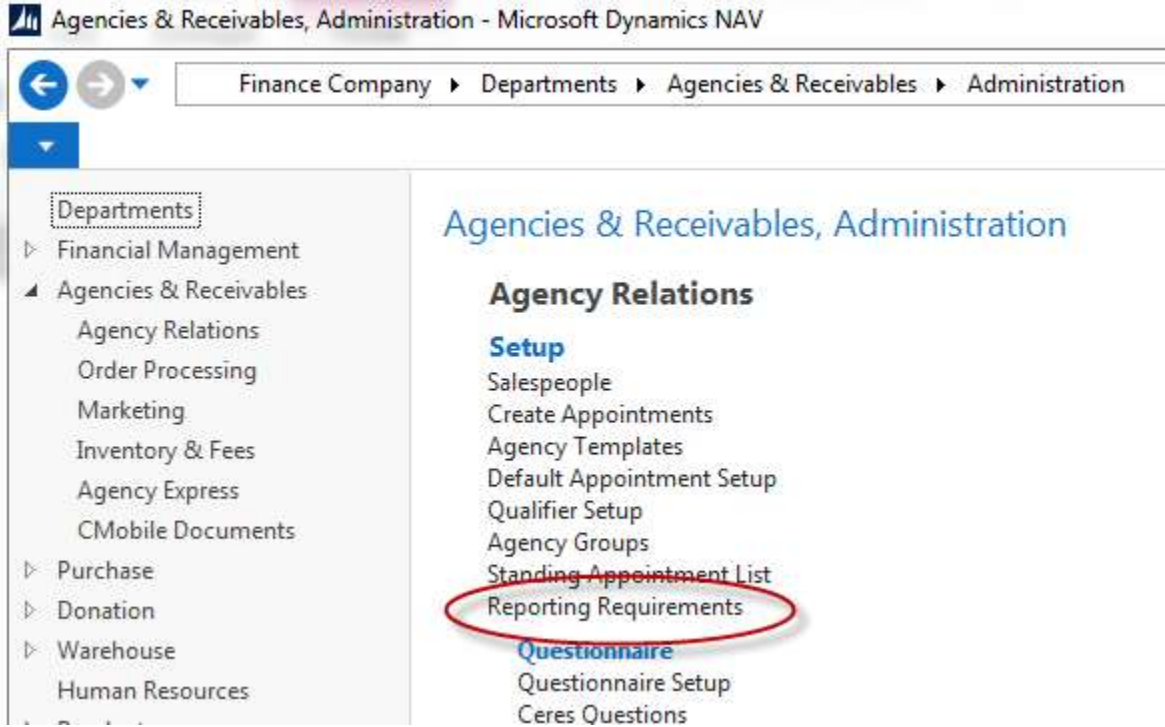 Agencies & Receivables, Administration - Microsoft Dynamics NAV
Finance Company ▸ Departments ▸ Agencies & Receivables ▸ Administration
Departments
Financial Management
Agencies & Receivables
Agency Relations
Order Processing
Marketing
Inventory & Fees
Agency Express
CMobile Documents
Purchase
Donation
Warehouse
Human Resources
Agencies & Receivables, Administration
Agency Relations
Setup
Salespeople
Create Appointments
Agency Templates
Default Appointment Setup
Qualifier Setup
Agency Groups
Standing Appointment List
Reporting Requirements
Questionnaire
Questionnaire Setup
Ceres Questions